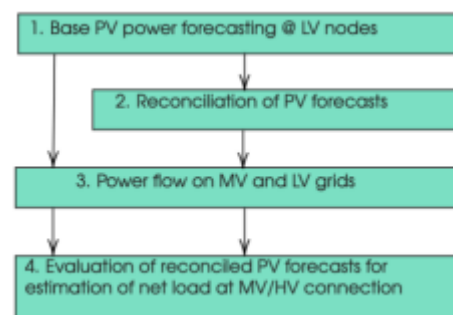 1. Base PV power forecasting @ LV nodes
2. Reconciliation of PV forecasts
3. Power flow on MV and LV grids
4. Evaluation of reconciled PV forecasts for
estimation of net load at MV/HV connection